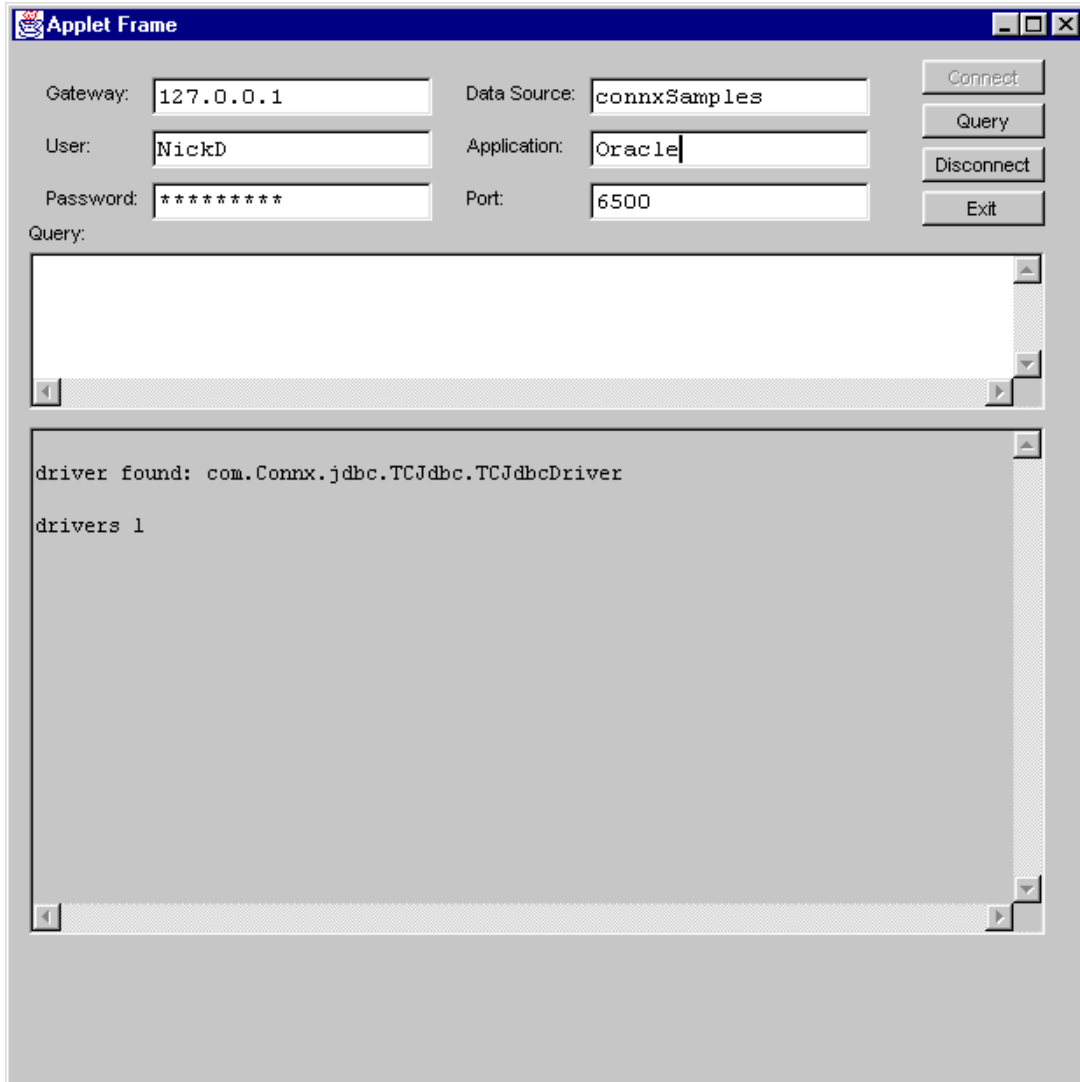 Applet Frame
Gateway: 127.0.0.1 Data Source: connxSamples Connect
User: NickD Application: Oracle Query
Password: ********* Port: 6500 Disconnect
Exit
Query:
driver found: com.Connx.jdbc.TCJdbc.TCJdbcDriver
drivers 1